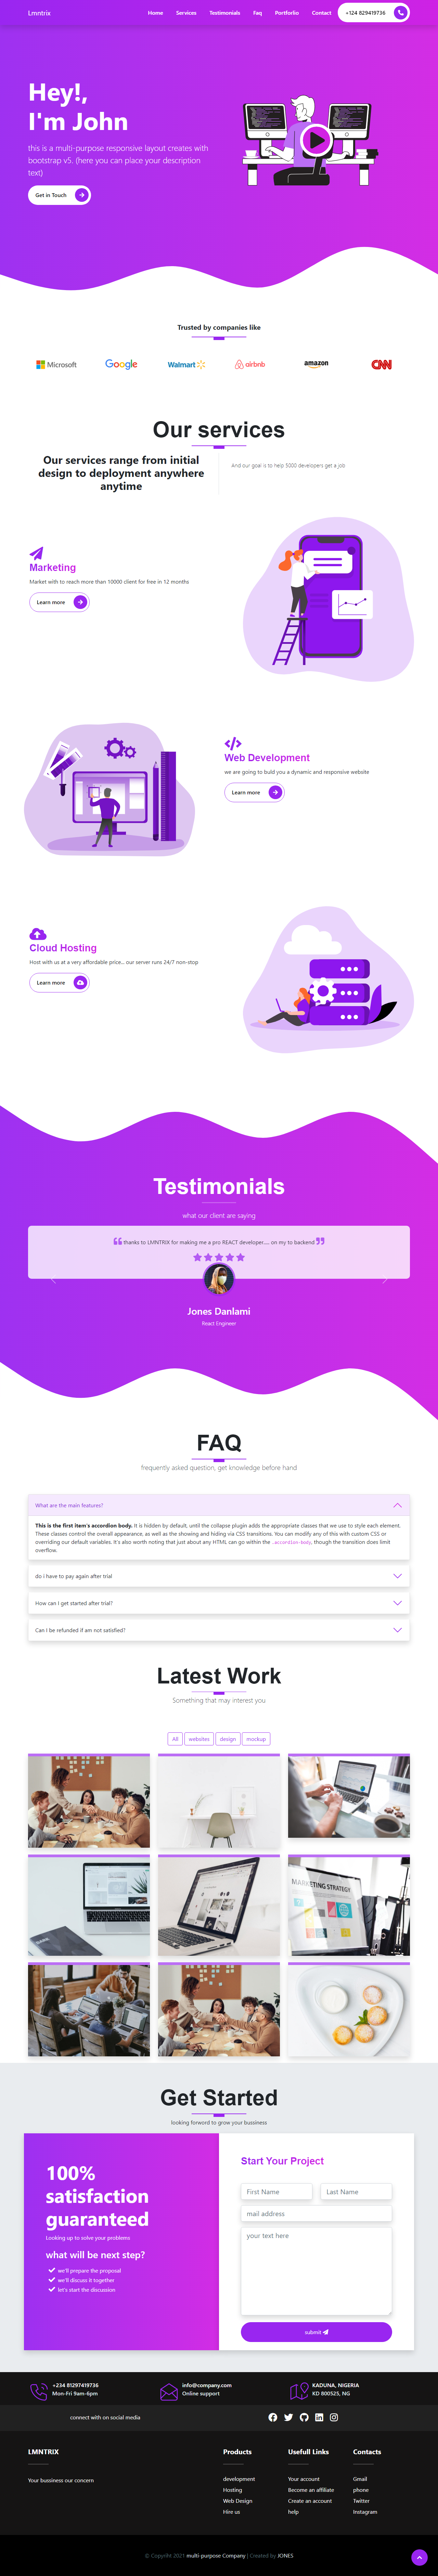 Lmntrix
Home Services Testimonials Faq Portforlio Contact +124 829419736
Hey!,
I'm John
this is a multi-purpose responsive layout creates with
bootstrap v5. (here you can place your description
text)
Get in Touch
Trusted by companies like
Microsoft
Google
Walmart
airbnb
amazon
CNN
Our services
Our services range from initial
design to deployment anywhere
anytime
And our goal is to help 5000 developers get a job
Marketing
Market with to reach more than 10000 client for free in 12 months
Learn more
Web Development
we are going to buld you a dynamic and responsive website
Learn more
Cloud Hosting
Host with us at a very affordable price... our server runs 24/7 non-stop
Learn more
Testimonials
what our client are saying
thanks to LMNTRIX for making me a pro REACT developer..... on my to backend
Jones Danlami
React Engineer
FAQ
frequently asked question, get knowledge before hand
What are the main features?
This is the first item's accordion body. It is hidden by default, until the collapse plugin adds the appropriate classes that we use to style each element.
These classes control the overall appearance, as well as the showing and hiding via CSS transitions. You can modify any of this with custom CSS or
overriding our default variables. It's also worth noting that just about any HTML can go within the .accordion-body, though the transition does limit
overflow.
do i have to pay again after trial
How can I get started after trial?
Can I be refunded if am not satisfied?
Latest Work
Something that may interest you
All
websites
design
mockup
MARKETING STRATEGY
Get Started
looking forword to grow your bussiness
100%
satisfaction
guaranteed
Looking up to solve your problems
what will be next step?
we'll prepare the proposal
we'll discuss it together
let's start the discussion
Start Your Project
First Name
Last Name
mail address
your text here
submit
+234 81297419736
Mon-Fri 9am-6pm
info@company.com
Online support
KADUNA, NIGERIA
KD 800525, NG
connect with on social media
LMNTRIX
Your bussiness our concern
Products
development
Hosting
Web Design
Hire us
Usefull Links
Your account
Become an affiliate
Create an account
help
Contacts
Gmail
phone
Twitter
Instagram
© Copyriht 2021 multi-purpose Company | Created by JONES